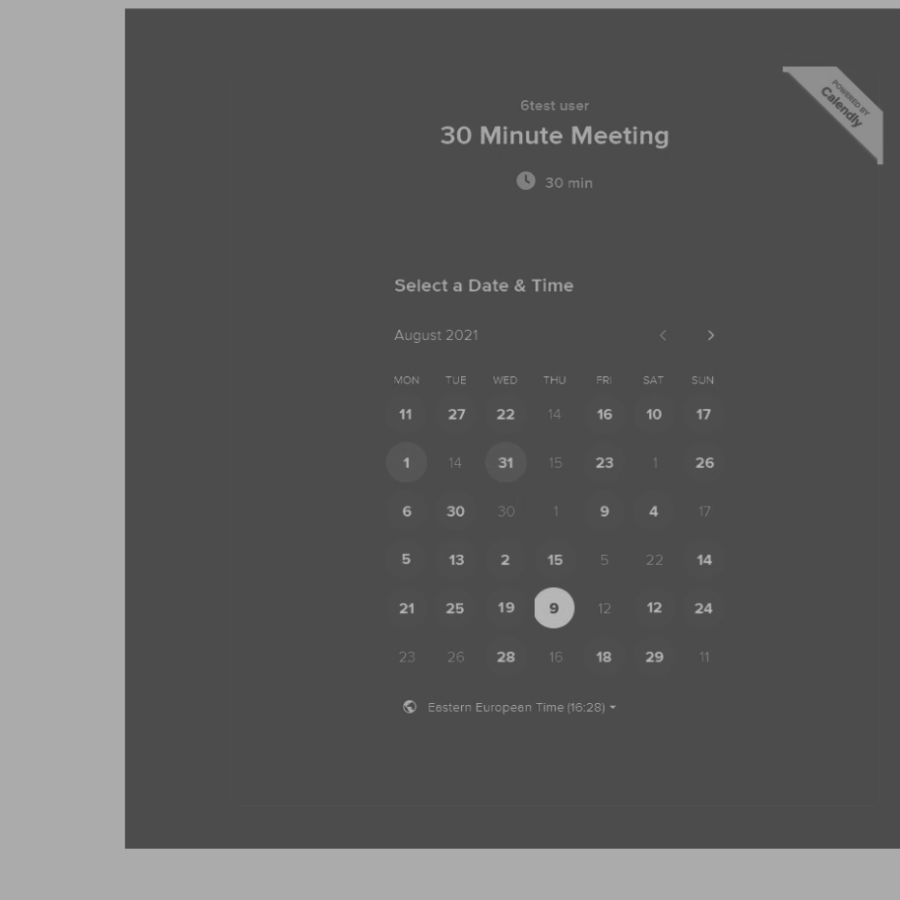 POWERED BY
Calendly
6test user
30 Minute Meeting
30 min
Select a Date & Time
August 2021
MON TUE WED THU FRI SAT SUN
11 27 22 14 16 10 17
1 14 31 15 23 1 26
6 30 30 1 9 4 17
5 13 2 15 5 22 14
21 25 19 9 12 12 24
23 26 28 16 18 29 11
Eastern European Time (16:28)